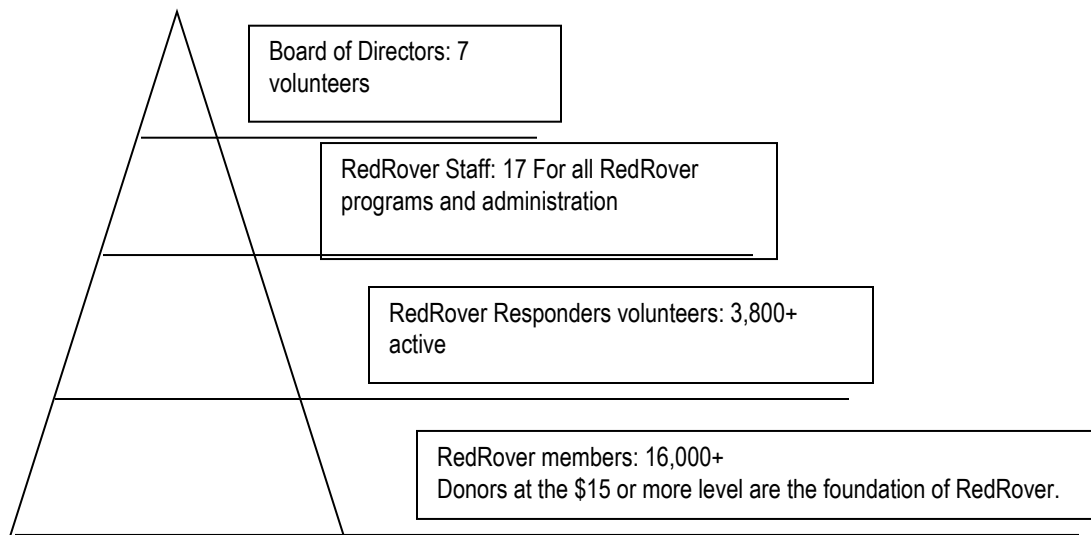 Board of Directors: 7
volunteers
RedRover Staff: 17 For all RedRover
programs and administration
RedRover Responders volunteers: 3,800+
active
RedRover members: 16,000+
Donors at the $15 or more level are the foundation of RedRover.